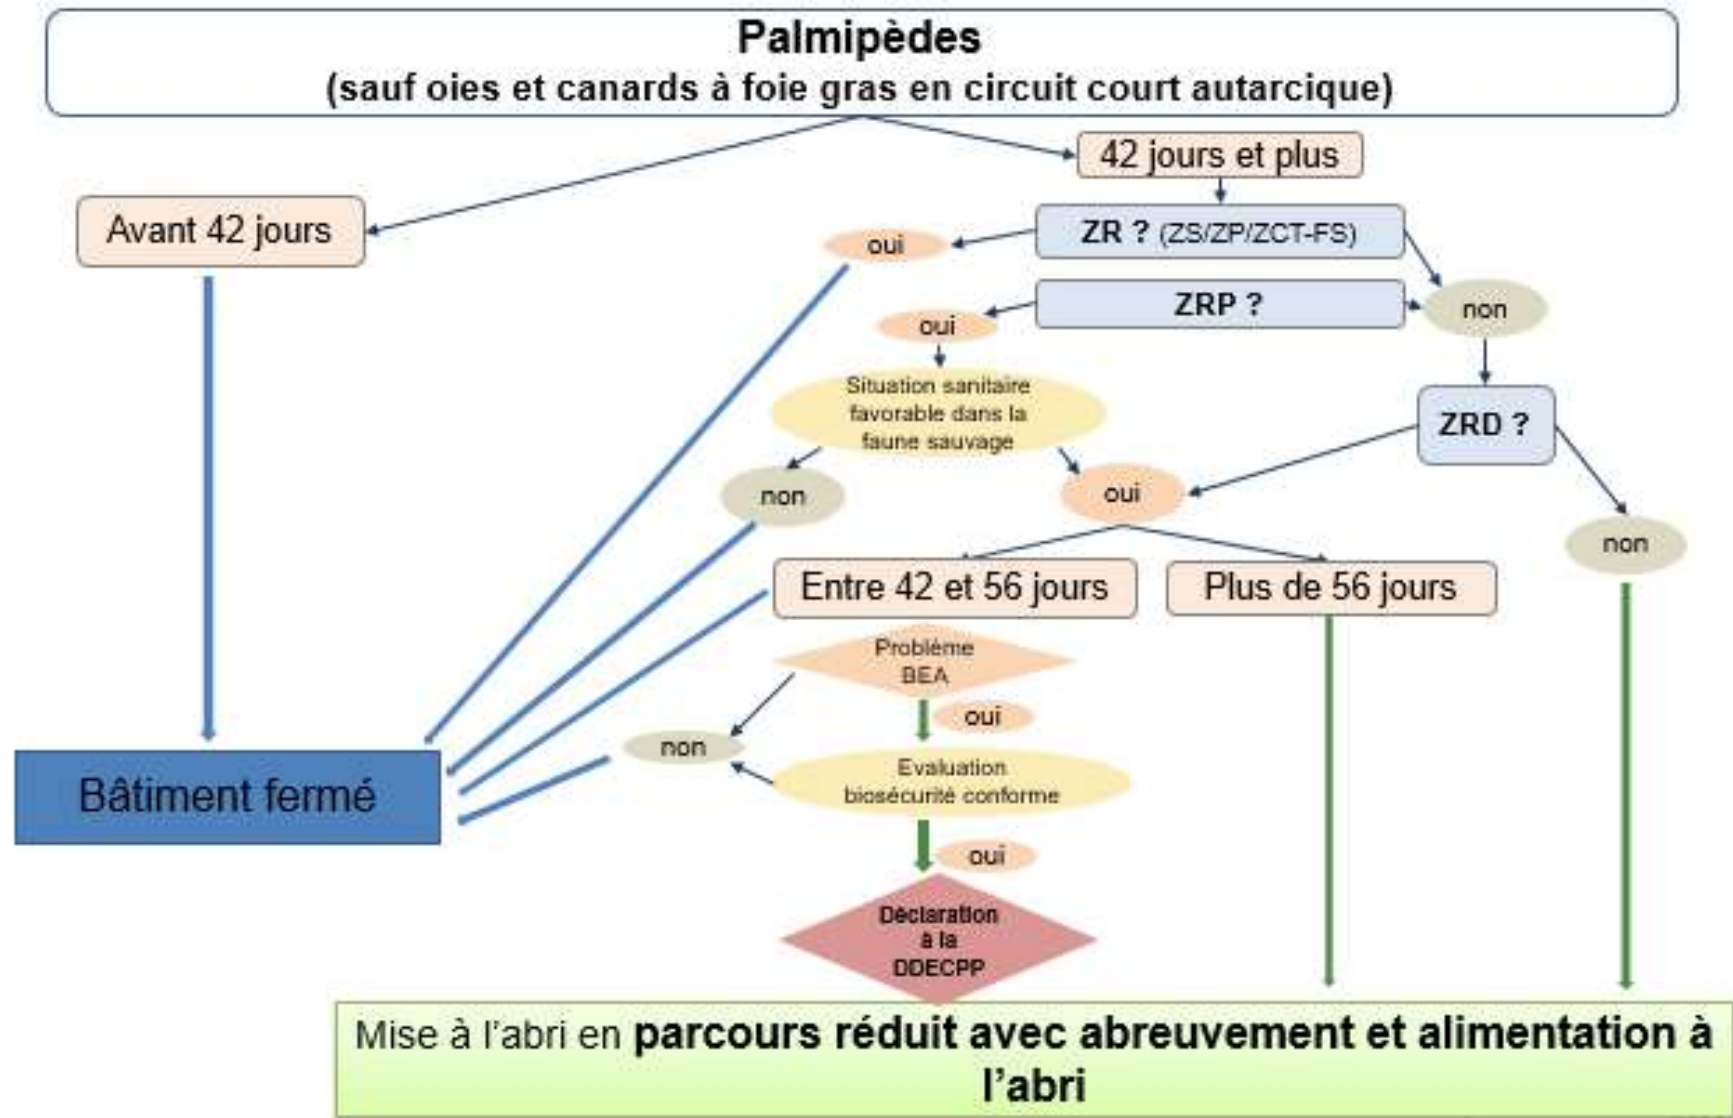 Palmipèdes
(sauf oies et canards à foie gras en circuit court autarcique)
42 jours et plus
Avant 42 jours
ZR ? (ZS/ZP/ZCT-FS)
oui
ZRP ?
non
oui
Situation sanitaire
favorable dans la
faune sauvage
ZRD ?
non
oui
non
Entre 42 et 56 jours
Plus de 56 jours
Problème
BEA
oui
non
Evaluation
biosécurité conforme
Bâtiment fermé
oui
Déclaration
à la
DDECPP
Mise à l'abri en parcours réduit avec abreuvement et alimentation à
l'abri